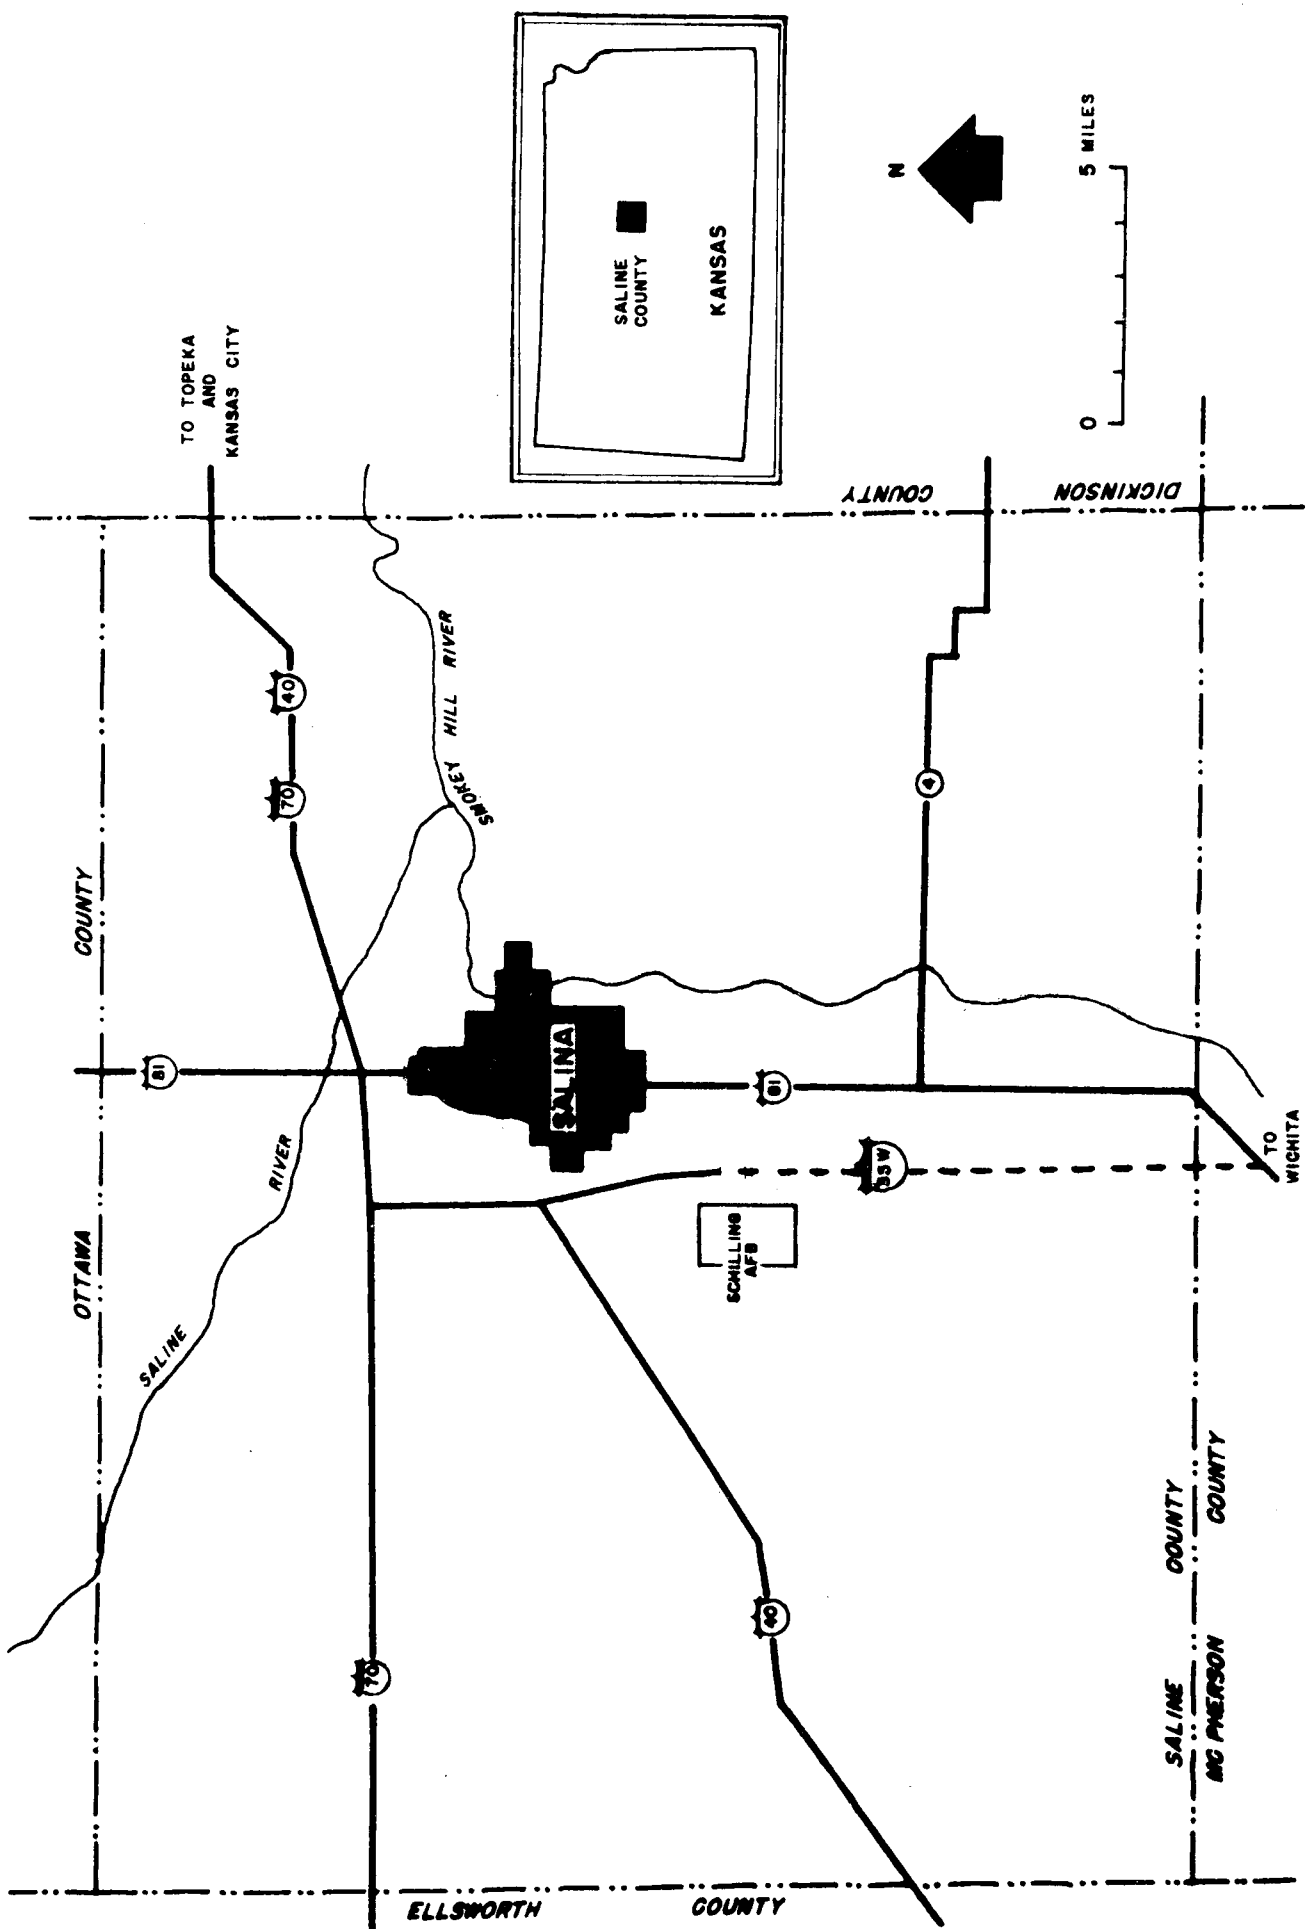 OTTAWA COUNTY
81
SALINE RIVER
70
40
TO TOPEKA
AND
KANSAS CITY
SMOKEY HILL RIVER
70
SALINA
SCHILLING
AFB
40
81
35W
4
ELLSWORTH COUNTY
DICKINSON COUNTY
SALINE COUNTY
MC PHERSON COUNTY
TO
WICHITA
SALINE
COUNTY
KANSAS
N
0 5 MILES